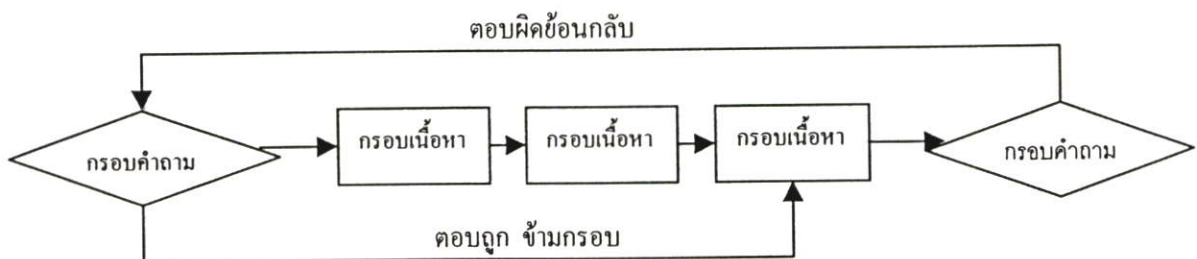 ตอบผิดย้อนกลับ
กรอบคำถาม
กรอบเนื้อหา
กรอบเนื้อหา
กรอบเนื้อหา
กรอบคำถาม
ตอบถูก ข้ามกรอบ